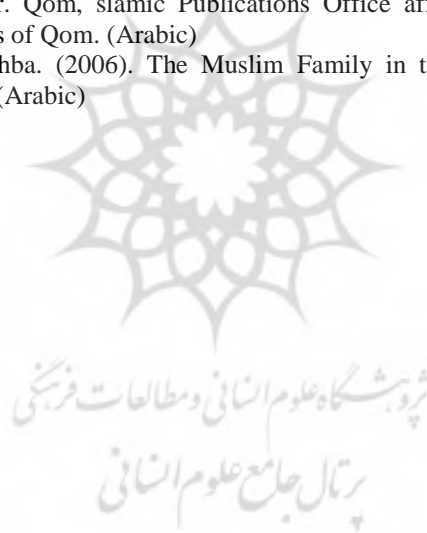 r. Qom, slamic Publications Office aff
s of Qom. (Arabic)
hba. (2006). The Muslim Family in t
(Arabic)
پژوهشگاه علوم انسانی و مطالعات فرهنگی
پرتال جامع علوم انسانی